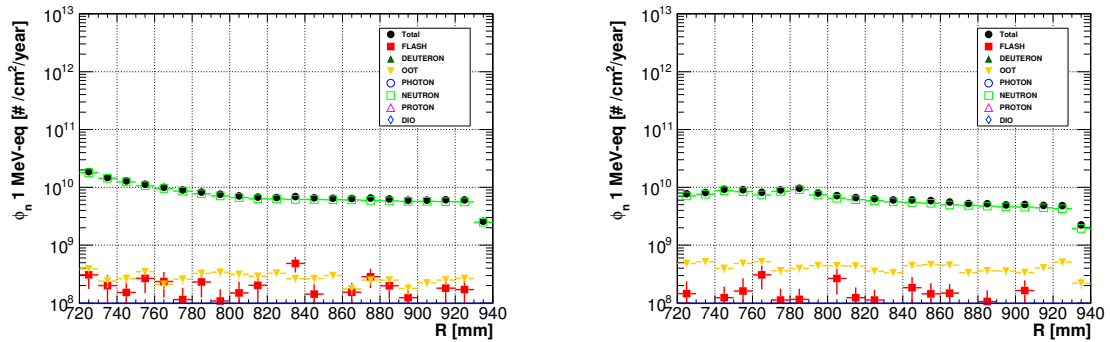 ϕn 1 MeV-eq [# /cm2/year]
10^13
10^12
10^11
10^10
10^9
10^8
Total
FLASH
DEUTERON
OOT
PHOTON
NEUTRON
PROTON
DIO
720 740 760 780 800 820 840 860 880 900 920 940
R [mm]
ϕn 1 MeV-eq [# /cm2/year]
10^13
10^12
10^11
10^10
10^9
10^8
Total
FLASH
DEUTERON
OOT
PHOTON
NEUTRON
PROTON
DIO
720 740 760 780 800 820 840 860 880 900 920 940
R [mm]